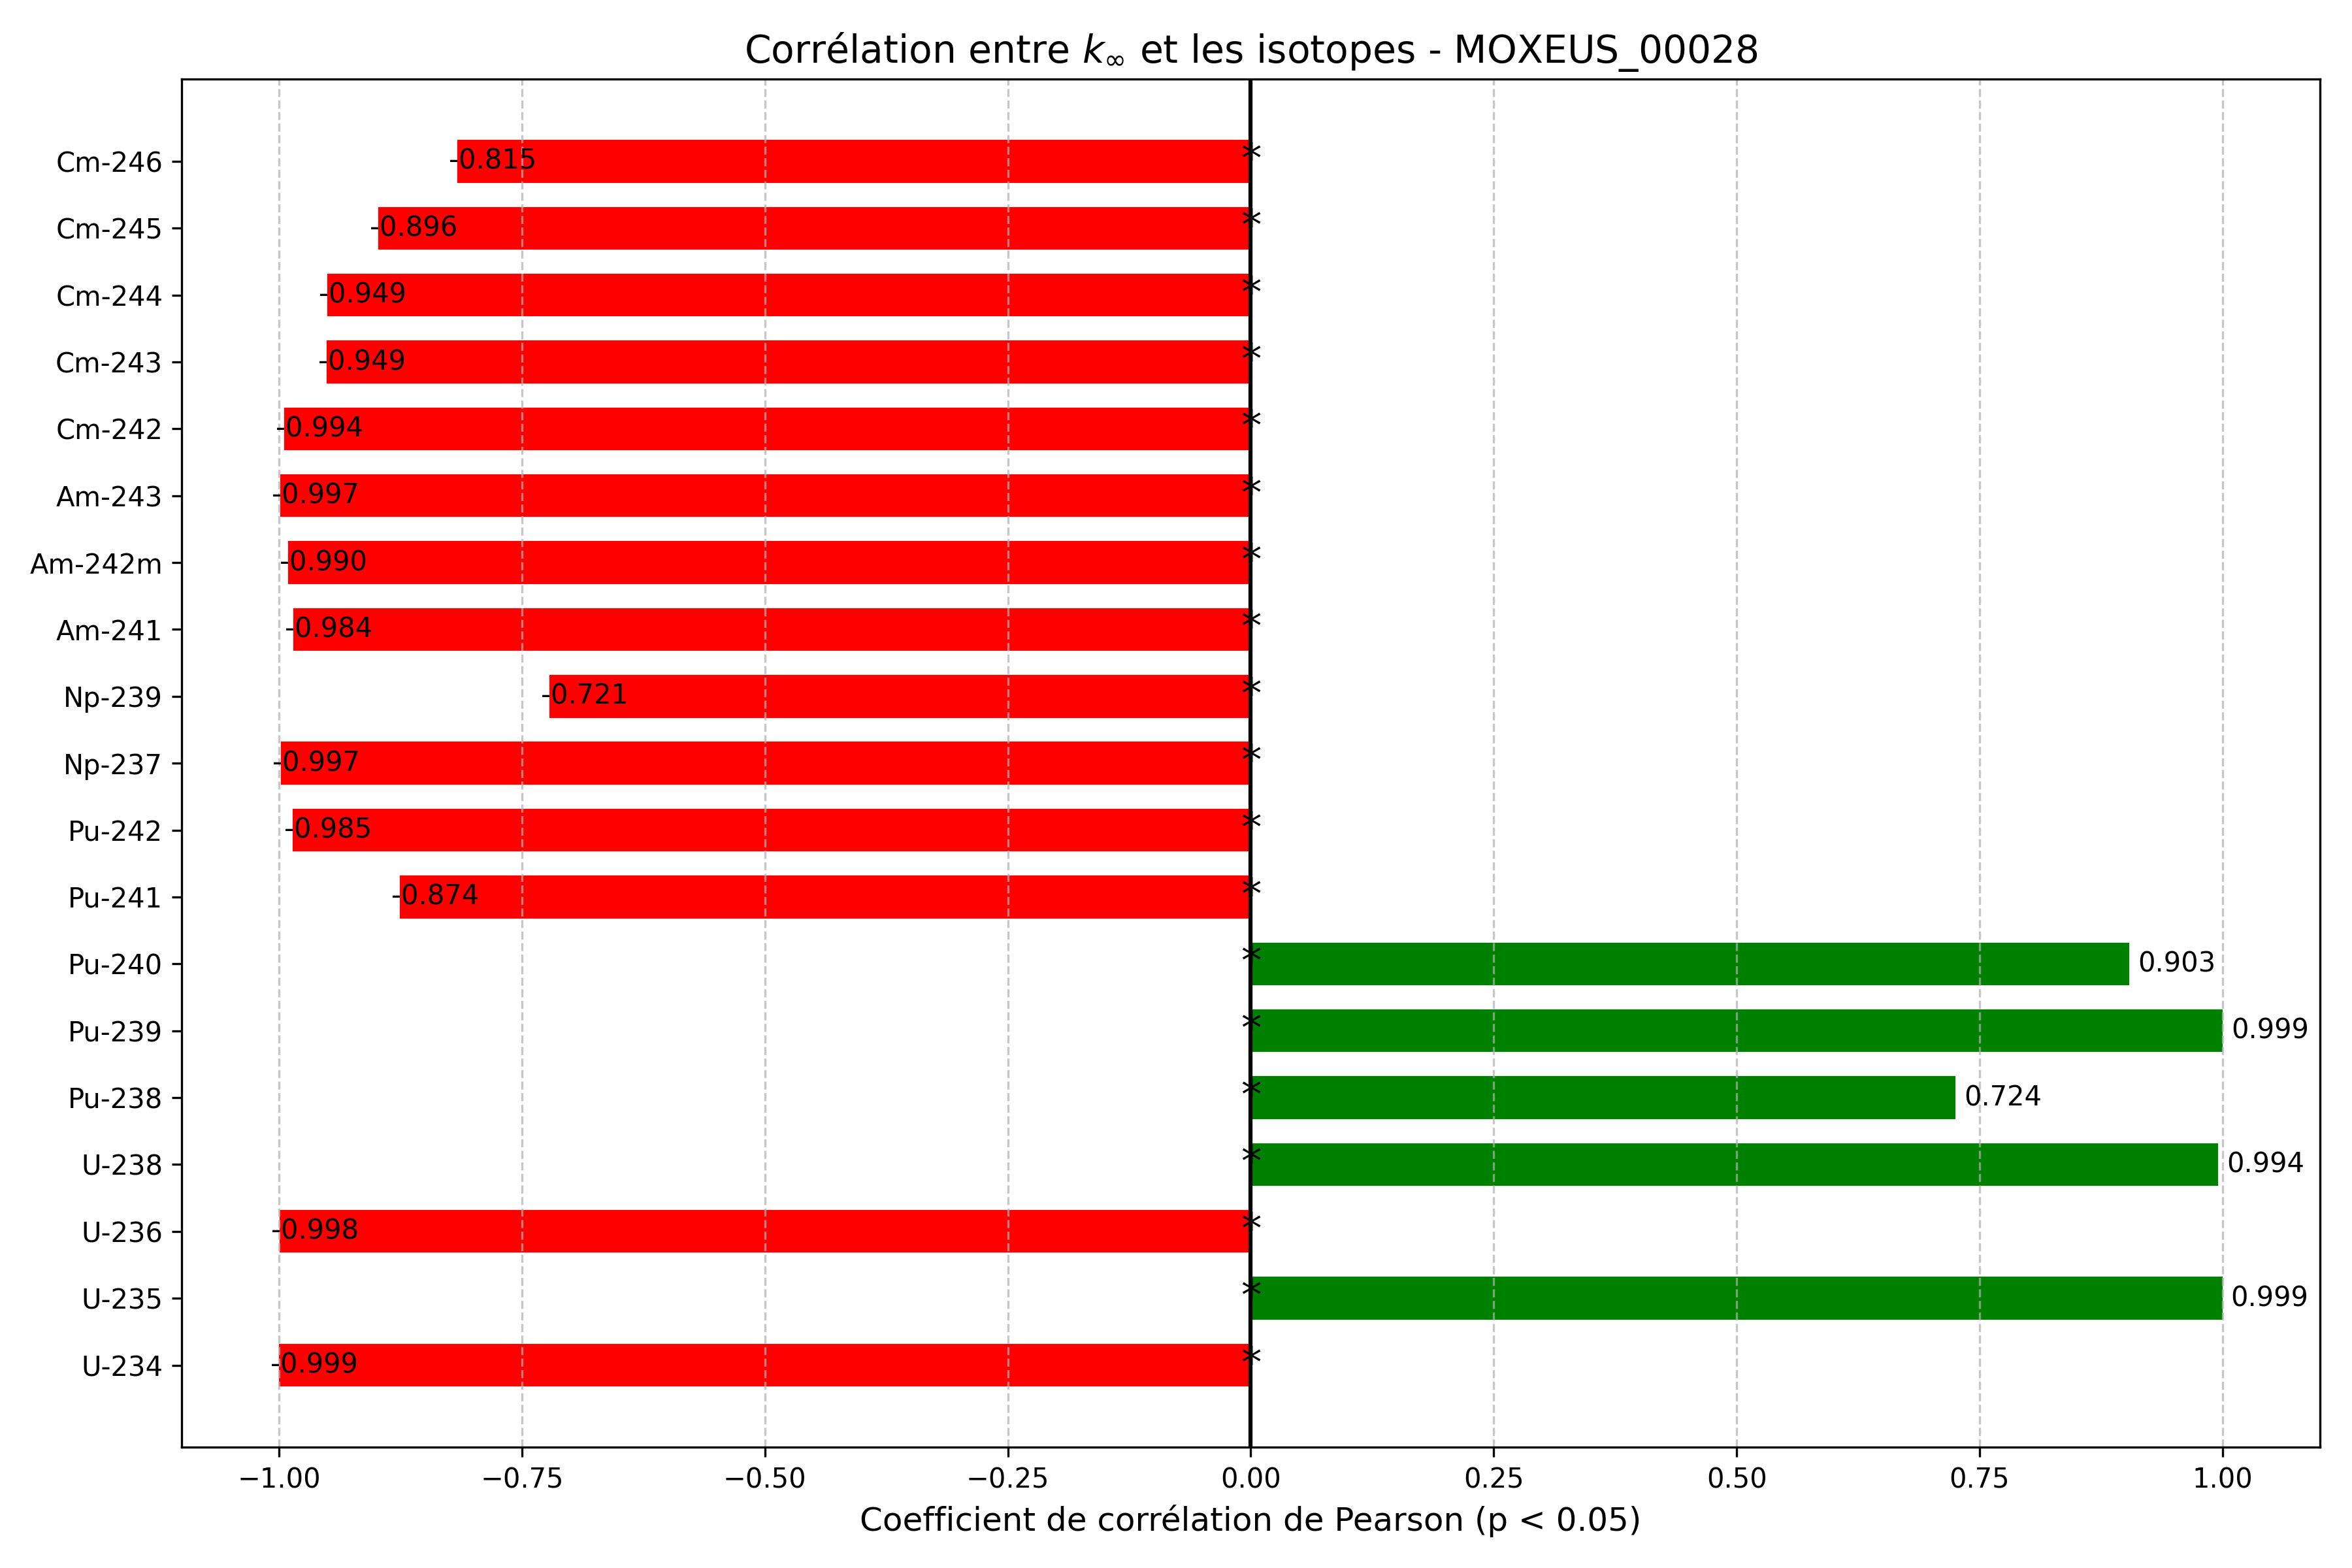 Corrélation entre k∞ et les isotopes - MOXEUS_00028
Cm-246 -0.815 *
Cm-245 -0.896 *
Cm-244 -0.949 *
Cm-243 -0.949 *
Cm-242 -0.994 *
Am-243 -0.997 *
Am-242m -0.990 *
Am-241 -0.984 *
Np-239 -0.721 *
Np-237 -0.997 *
Pu-242 -0.985 *
Pu-241 -0.874 *
Pu-240 * 0.903
Pu-239 * 0.999
Pu-238 * 0.724
U-238 * 0.994
U-236 -0.998 *
U-235 * 0.999
U-234 -0.999 *
−1.00 −0.75 −0.50 −0.25 0.00 0.25 0.50 0.75 1.00
Coefficient de corrélation de Pearson (p < 0.05)